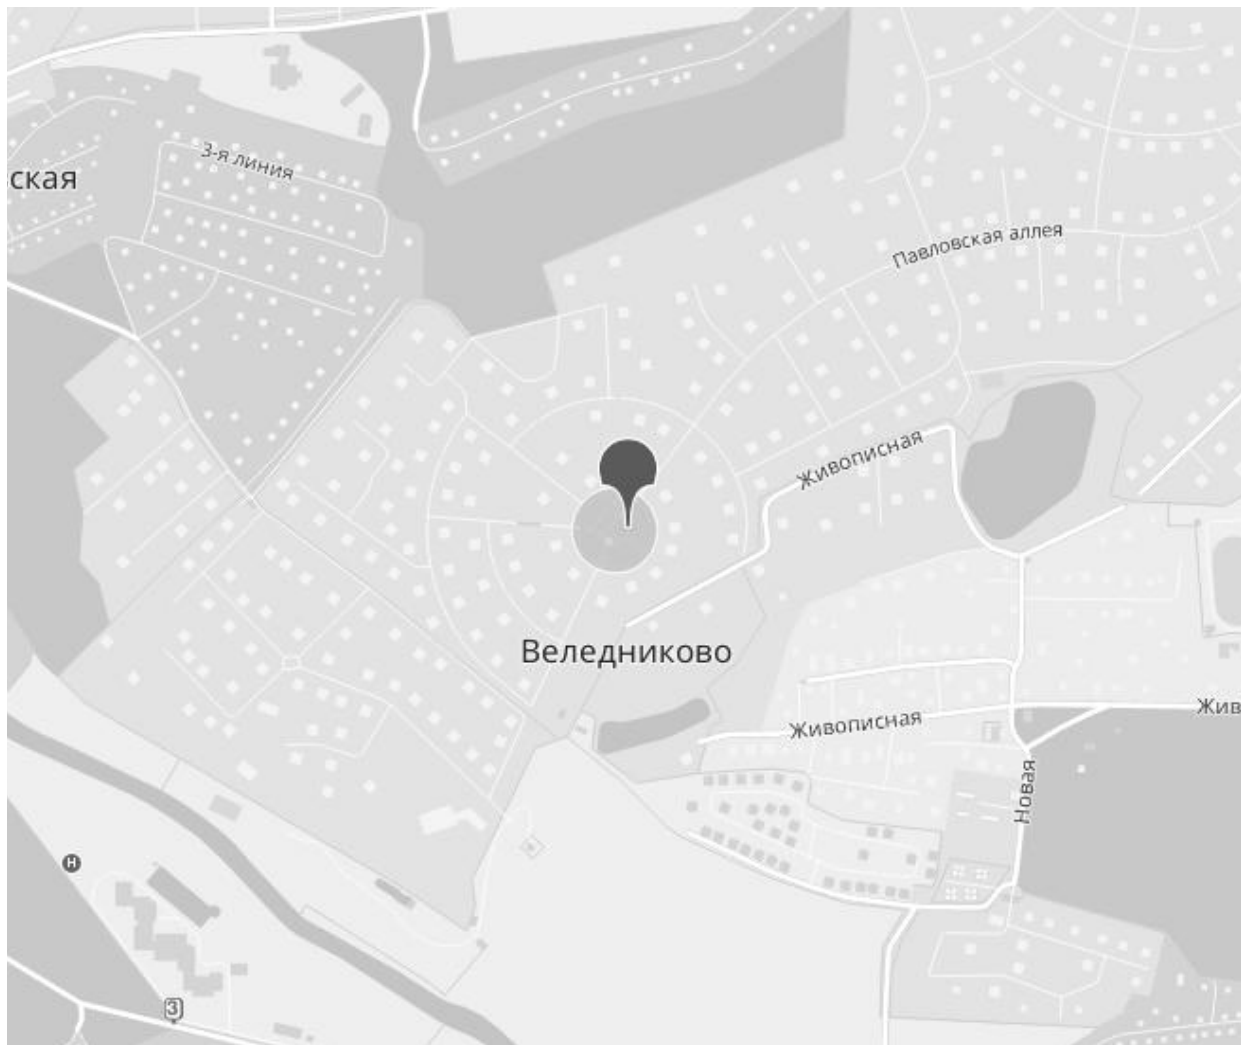 3-я линия
ская
Павловская аллея
Живописная
Веледниково
Жив
Живописная
Новая
Н
3